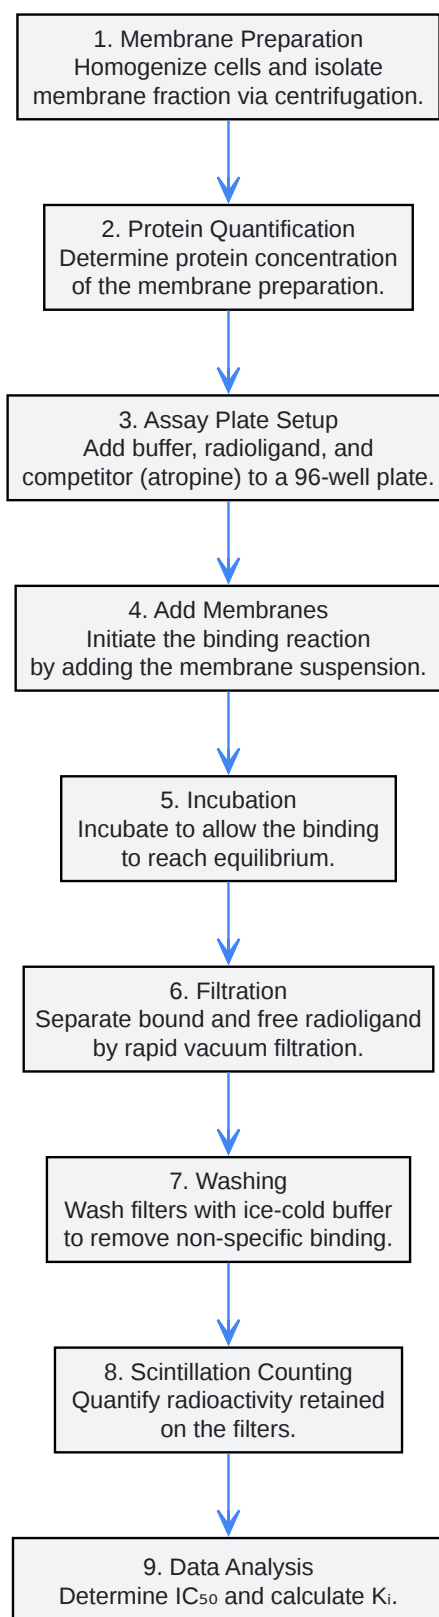 1. Membrane Preparation
Homogenize cells and isolate
membrane fraction via centrifugation.
2. Protein Quantification
Determine protein concentration
of the membrane preparation.
3. Assay Plate Setup
Add buffer, radioligand, and
competitor (atropine) to a 96-well plate.
4. Add Membranes
Initiate the binding reaction
by adding the membrane suspension.
5. Incubation
Incubate to allow the binding
to reach equilibrium.
6. Filtration
Separate bound and free radioligand
by rapid vacuum filtration.
7. Washing
Wash filters with ice-cold buffer
to remove non-specific binding.
8. Scintillation Counting
Quantify radioactivity retained
on the filters.
9. Data Analysis
Determine IC₅₀ and calculate Kᵢ.